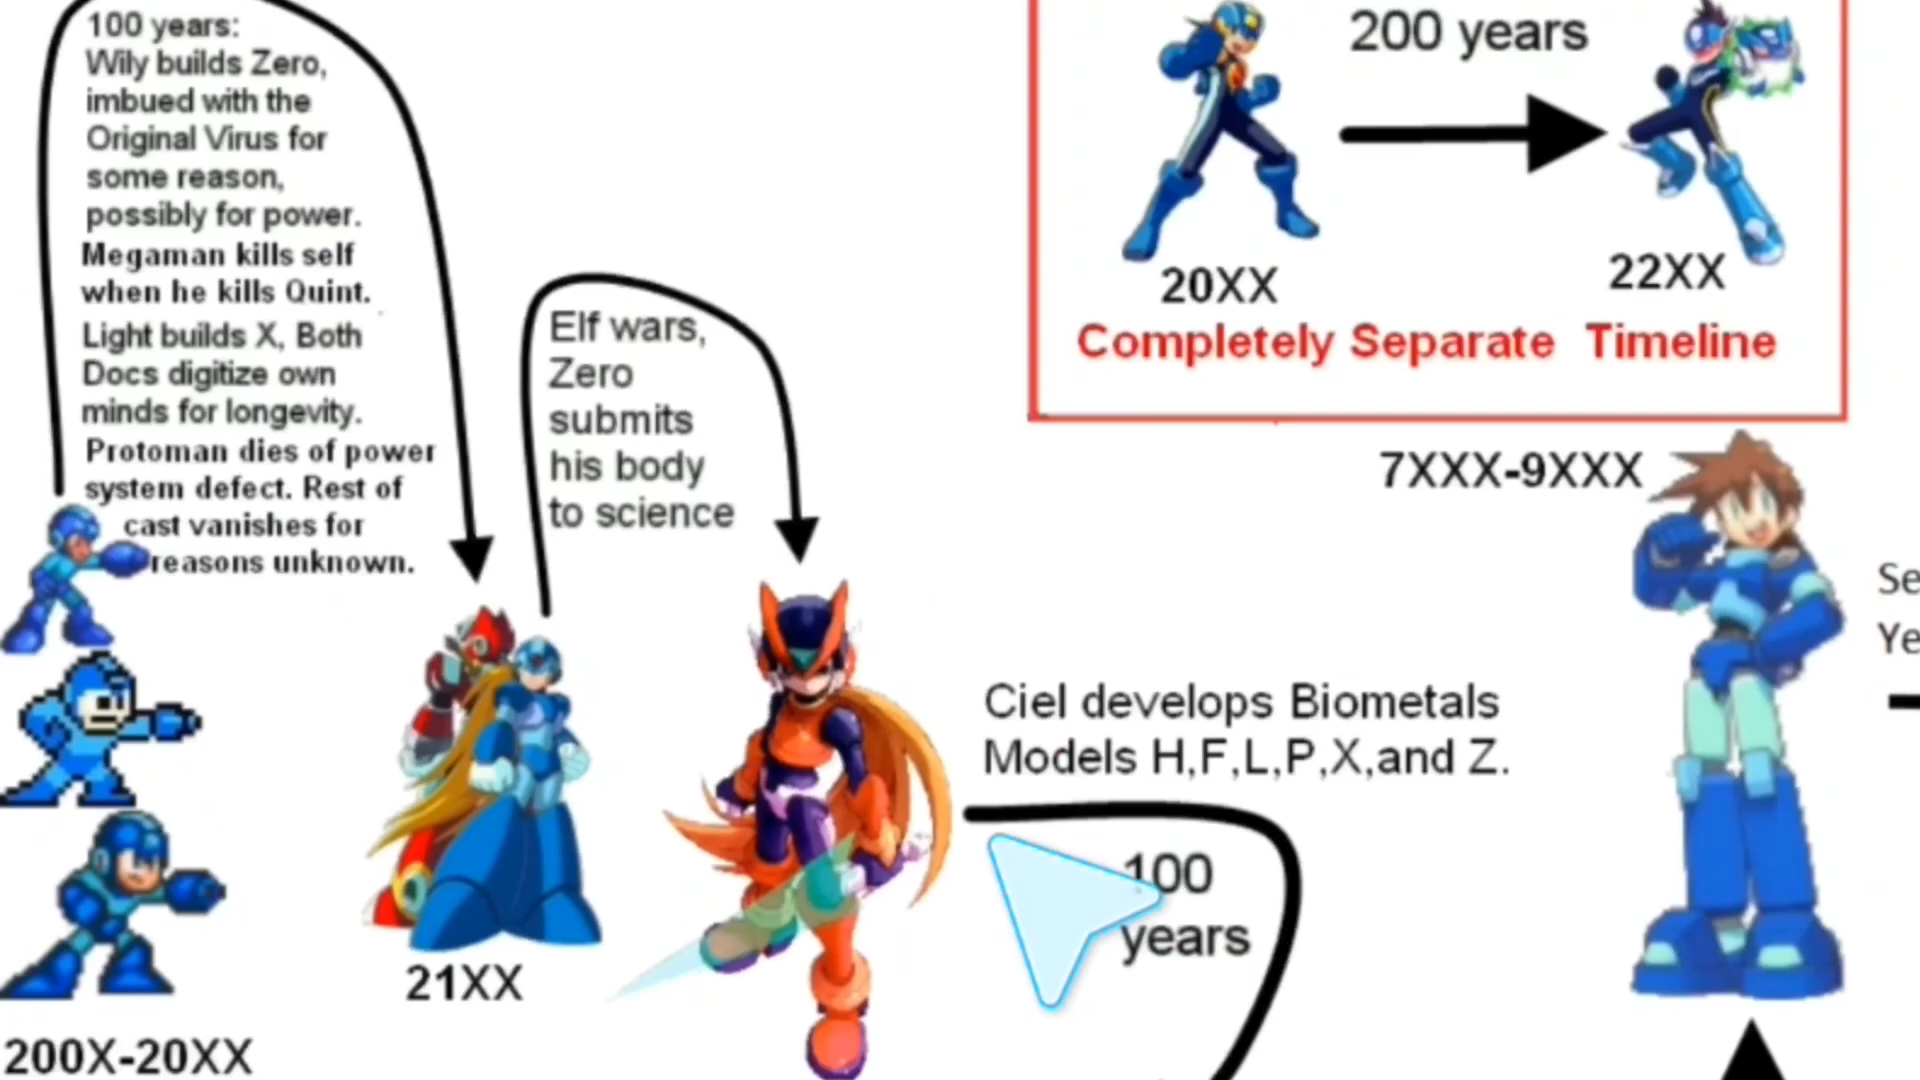 100 years:
Wily builds Zero,
imbued with the
Original Virus for
some reason,
possibly for power.
Megaman kills self
when he kills Quint.
Light builds X, Both
Docs digitize own
minds for longevity.
Protoman dies of power
system defect. Rest of
cast vanishes for
reasons unknown.
200X-20XX
21XX
Elf wars,
Zero
submits
his body
to science
Ciel develops Biometals
Models H,F,L,P,X,and Z.
100
years
200 years
20XX
22XX
Completely Separate Timeline
7XXX-9XXX
Se
Ye